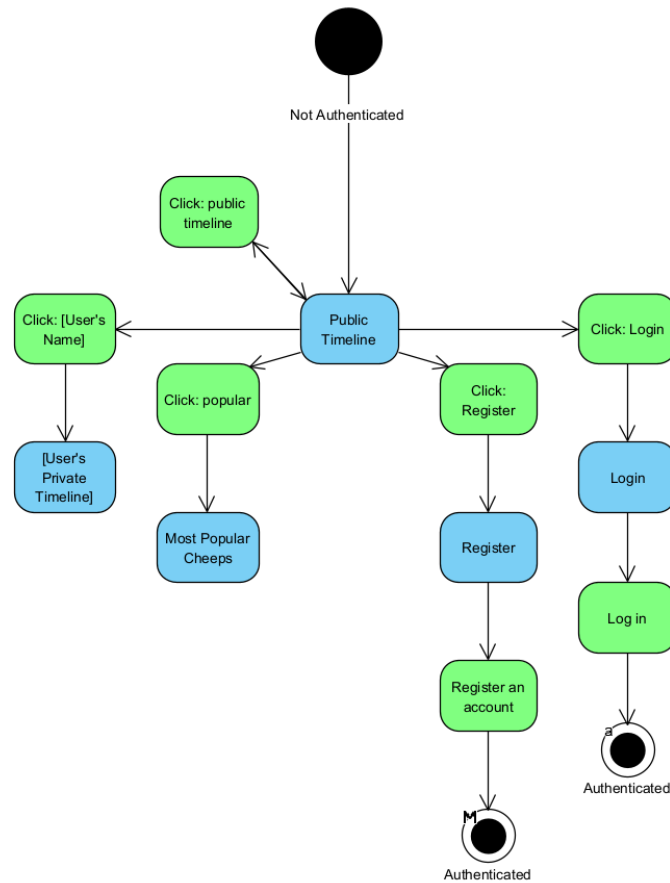 Not Authenticated
Click: public
timeline
Click: [User's
Name]
Public
Timeline
Click: Login
Click: popular
Click:
Register
[User's
Private
Timeline]
Login
Most Popular
Cheeps
Register
Log in
Register an
account
a
Authenticated
M
Authenticated